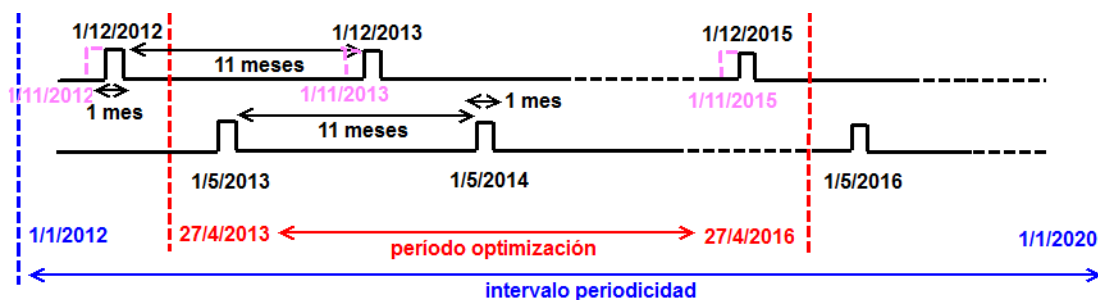 1/12/2012
1/12/2013
1/12/2015
11 meses
1/11/2012
1/11/2013
1/11/2015
1 mes
1 mes
11 meses
1/5/2013
1/5/2014
1/5/2016
1/1/2012
27/4/2013
período optimización
27/4/2016
1/1/2020
intervalo periodicidad